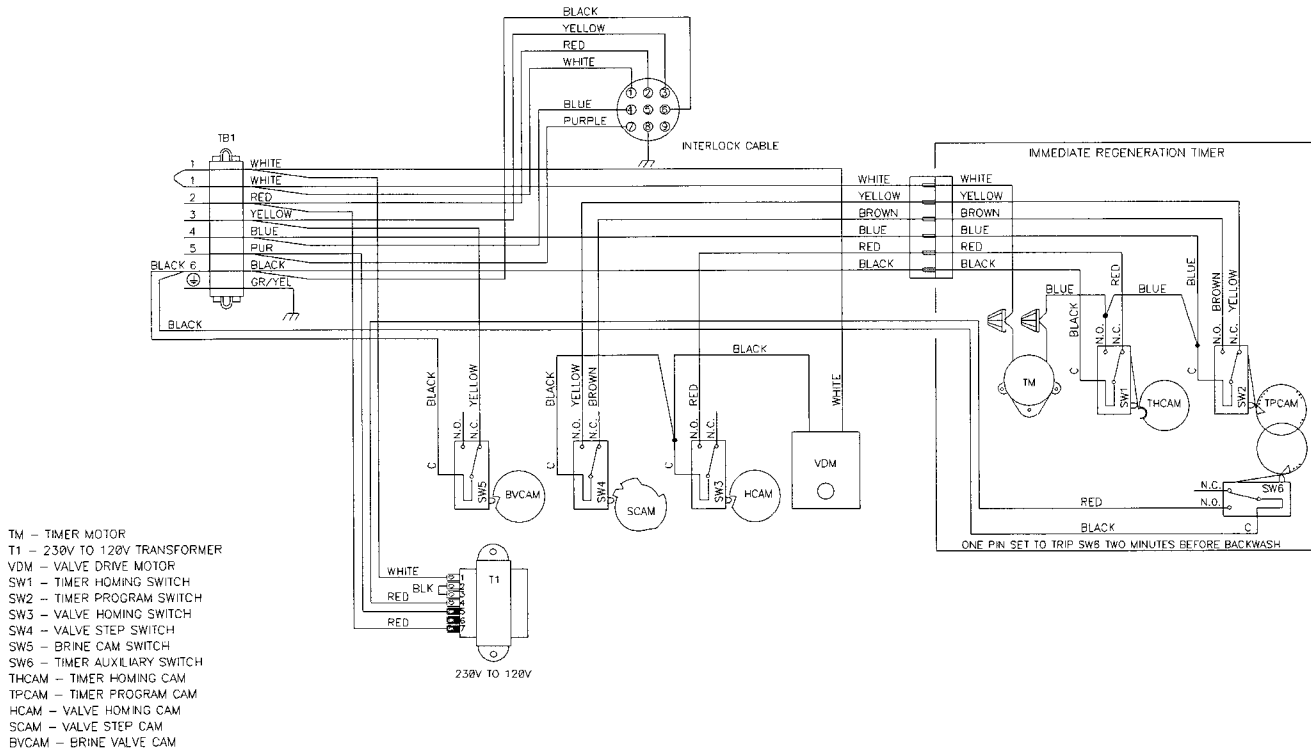 BLACK
YELLOW
RED
WHITE
1 2 3
BLUE
4 5 6
PURPLE
7 8 9
INTERLOCK CABLE
TB1
IMMEDIATE REGENERATION TIMER
1 WHITE
1 WHITE
2 RED
3 YELLOW
4 BLUE
5 PUR
BLACK 6 BLACK
GR/YEL
BLACK
WHITE WHITE
YELLOW YELLOW
BROWN BROWN
BLUE BLUE
RED RED
BLACK BLACK
BLUE
RED
BLUE
BLUE
BROWN
YELLOW
BLACK
N.O.
N.C.
N.O.
N.C.
C
C
TM
SW1
THCAM
SW2
TPCAM
BLACK
BLACK
YELLOW
YELLOW
BROWN
RED
WHITE
N.O.
N.C.
N.O.
N.C.
N.O.
N.C.
C
C
C
SW5
BVCAM
SW4
SCAM
SW3
HCAM
VDM
N.C.
SW6
RED
N.O.
BLACK
C
ONE PIN SET TO TRIP SW6 TWO MINUTES BEFORE BACKWASH
WHITE
1
T1
BLK
RED
RED
7
230V TO 120V
TM – TIMER MOTOR
T1 – 230V TO 120V TRANSFORMER
VDM – VALVE DRIVE MOTOR
SW1 – TIMER HOMING SWITCH
SW2 – TIMER PROGRAM SWITCH
SW3 – VALVE HOMING SWITCH
SW4 – VALVE STEP SWITCH
SW5 – BRINE CAM SWITCH
SW6 – TIMER AUXILIARY SWITCH
THCAM – TIMER HOMING CAM
TPCAM – TIMER PROGRAM CAM
HCAM – VALVE HOMING CAM
SCAM – VALVE STEP CAM
BVCAM – BRINE VALVE CAM